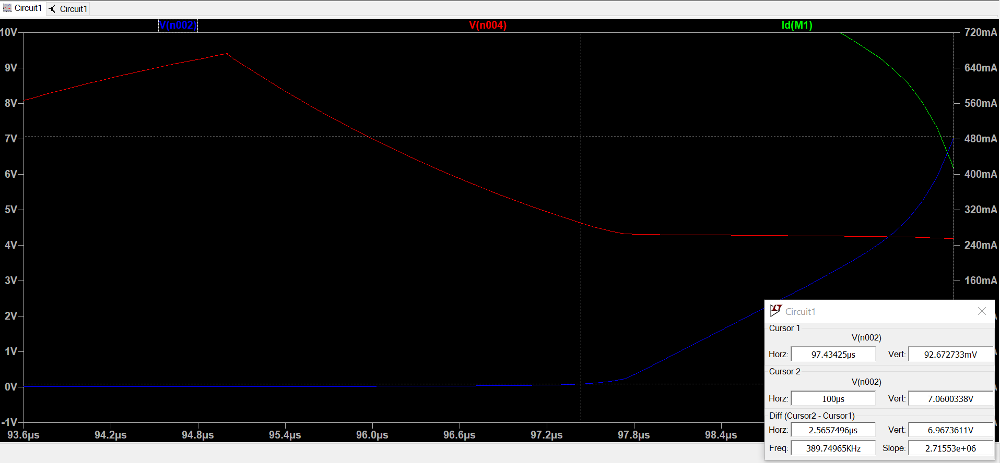 Circuit1 Circuit1
V(n002) V(n004) Id(M1)
10V 720mA
9V 640mA
8V 560mA
7V 480mA
6V 400mA
5V 320mA
4V 240mA
3V 160mA
2V
1V
0V
-1V
93.6µs 94.2µs 94.8µs 95.4µs 96.0µs 96.6µs 97.2µs 97.8µs 98.4µs
Circuit1
Cursor 1
V(n002)
Horz: 97.43425µs Vert: 92.672733mV
Cursor 2
V(n002)
Horz: 100µs Vert: 7.0600338V
Diff (Cursor2 - Cursor1)
Horz: 2.5657496µs Vert: 6.9673611V
Freq: 389.74965KHz Slope: 2.71553e+06